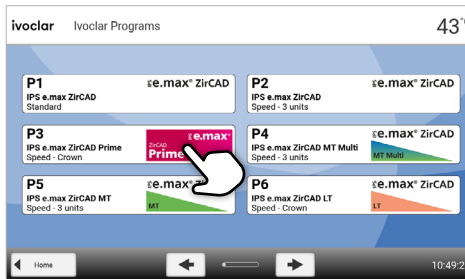 ivoclar Ivoclar Programs 43°
P1 e.max® ZirCAD
IPS e.max ZirCAD
Standard
P2 e.max® ZirCAD
IPS e.max ZirCAD
Speed - 3 units
P3 e.max®
IPS e.max ZirCAD Prime ZirCAD
Speed - Crown Prime
P4 e.max® ZirCAD
IPS e.max ZirCAD MT Multi
Speed - 3 units MT Multi
P5 e.max®
IPS e.max ZirCAD MT
Speed - 3 units MT
P6 e.max® ZirCAD
IPS e.max ZirCAD LT
Speed - Crown LT
Home 10:49:2